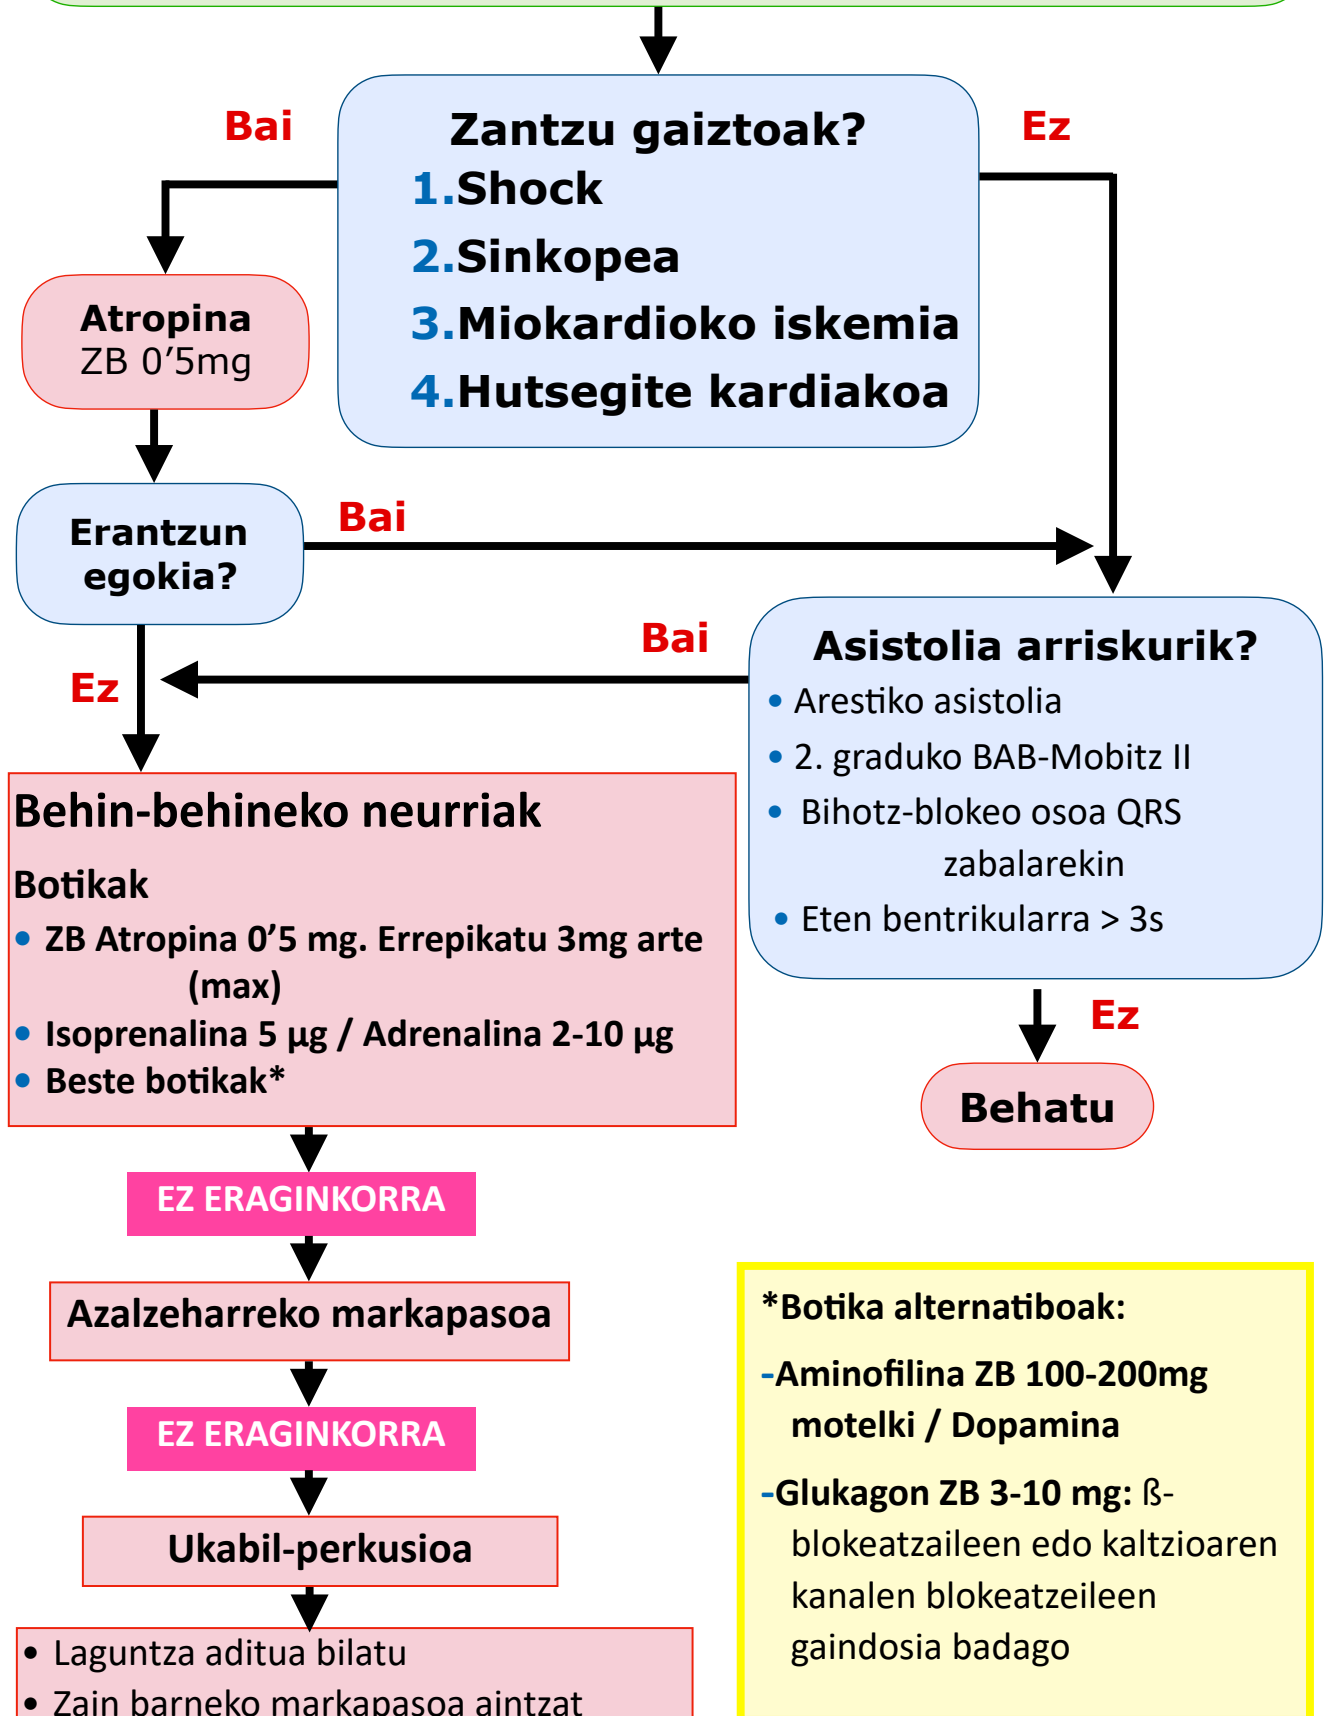 Bai
Zantzu gaiztoak?
Ez
1.Shock
2.Sinkopea
3.Miokardioko iskemia
4.Hutsegite kardiakoa
Atropina
ZB 0’5mg
Erantzun
egokia?
Bai
Bai
Ez
Asistolia arriskurik?
• Arestiko asistolia
• 2. graduko BAB-Mobitz II
• Bihotz-blokeo osoa QRS
zabalarekin
• Eten bentrikularra > 3s
Ez
Behatu
Behin-behineko neurriak
Botikak
• ZB Atropina 0’5 mg. Errepikatu 3mg arte
(max)
• Isoprenalina 5 μg / Adrenalina 2-10 μg
• Beste botikak*
EZ ERAGINKORRA
Azalzeharreko markapasoa
EZ ERAGINKORRA
Ukabil-perkusioa
• Laguntza aditua bilatu
• Zain barneko markapasoa aintzat
*Botika alternatiboak:
-Aminofilina ZB 100-200mg
motelki / Dopamina
-Glukagon ZB 3-10 mg: ß-
blokeatzaileen edo kaltzioaren
kanalen blokeatzeileen
gaindosia badago